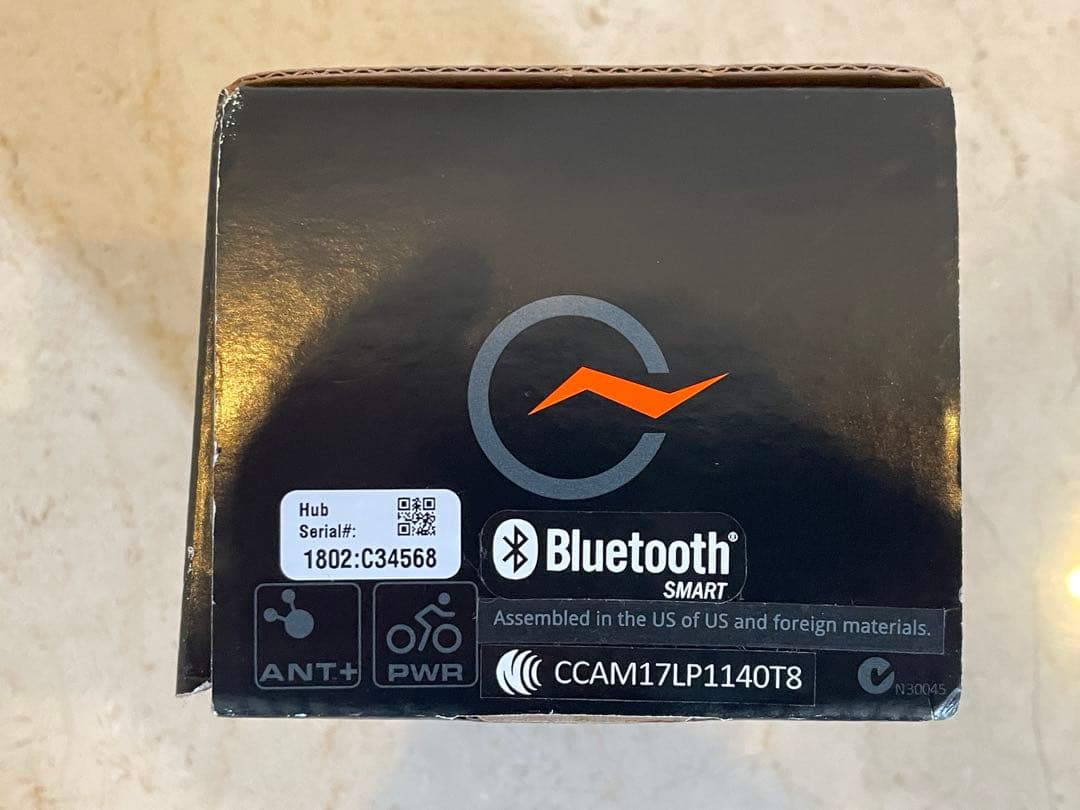 Hub
Serial#:
1802:C34568
Bluetooth®
SMART
Assembled in the US of US and foreign materials.
ANT+
PWR
CCAM17LP1140T8
N30045